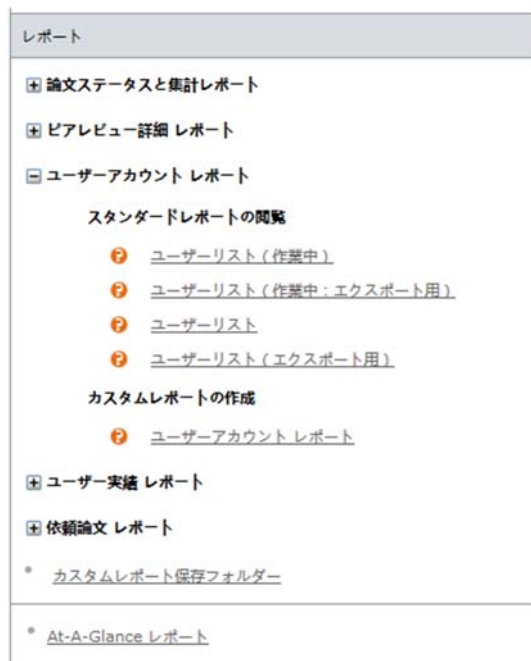 レポート
論文ステータスと集計レポート
ピアレビュー詳細 レポート
ユーザーアカウント レポート
スタンダードレポートの閲覧
ユーザーリスト ( 作業中 )
ユーザーリスト ( 作業中 : エクスポート用 )
ユーザーリスト
ユーザーリスト ( エクスポート用 )
カスタムレポートの作成
ユーザーアカウント レポート
ユーザー実績 レポート
依頼論文 レポート
カスタムレポート保存フォルダー
At-A-Glance レポート